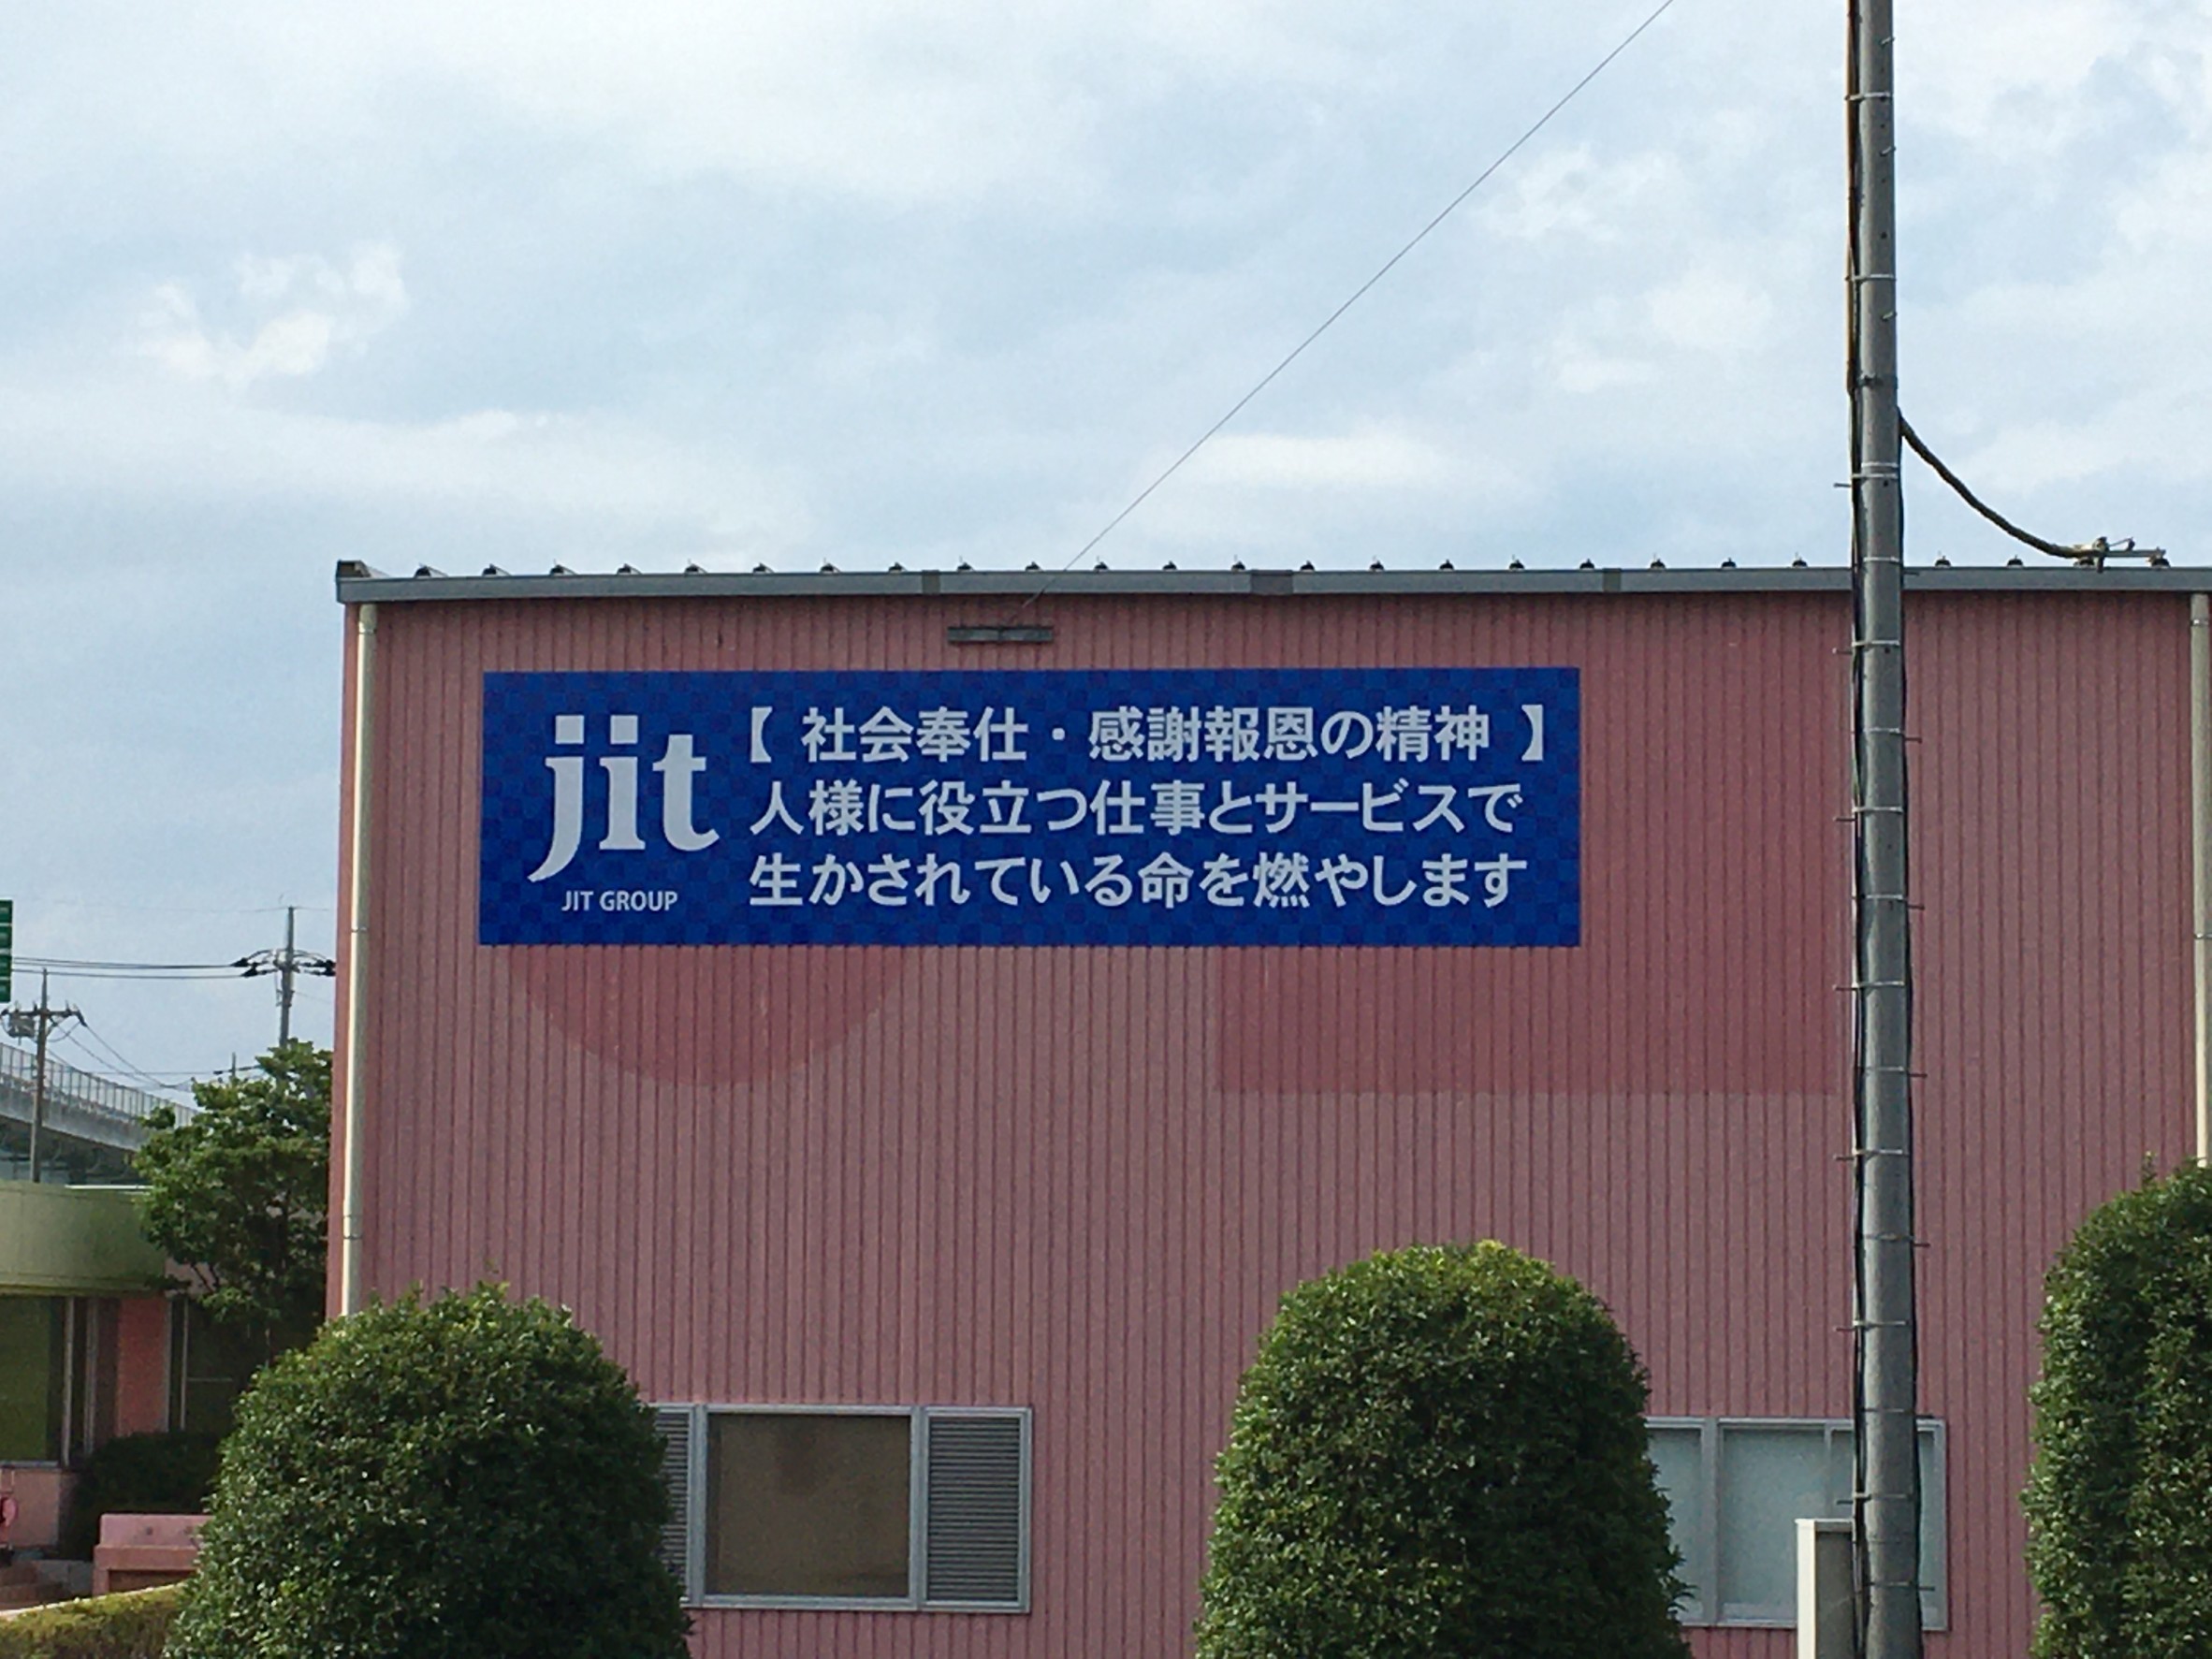 jit
JIT GROUP
【 社会奉仕・感謝報恩の精神 】
人様に役立つ仕事とサービスで
生かされている命を燃やします